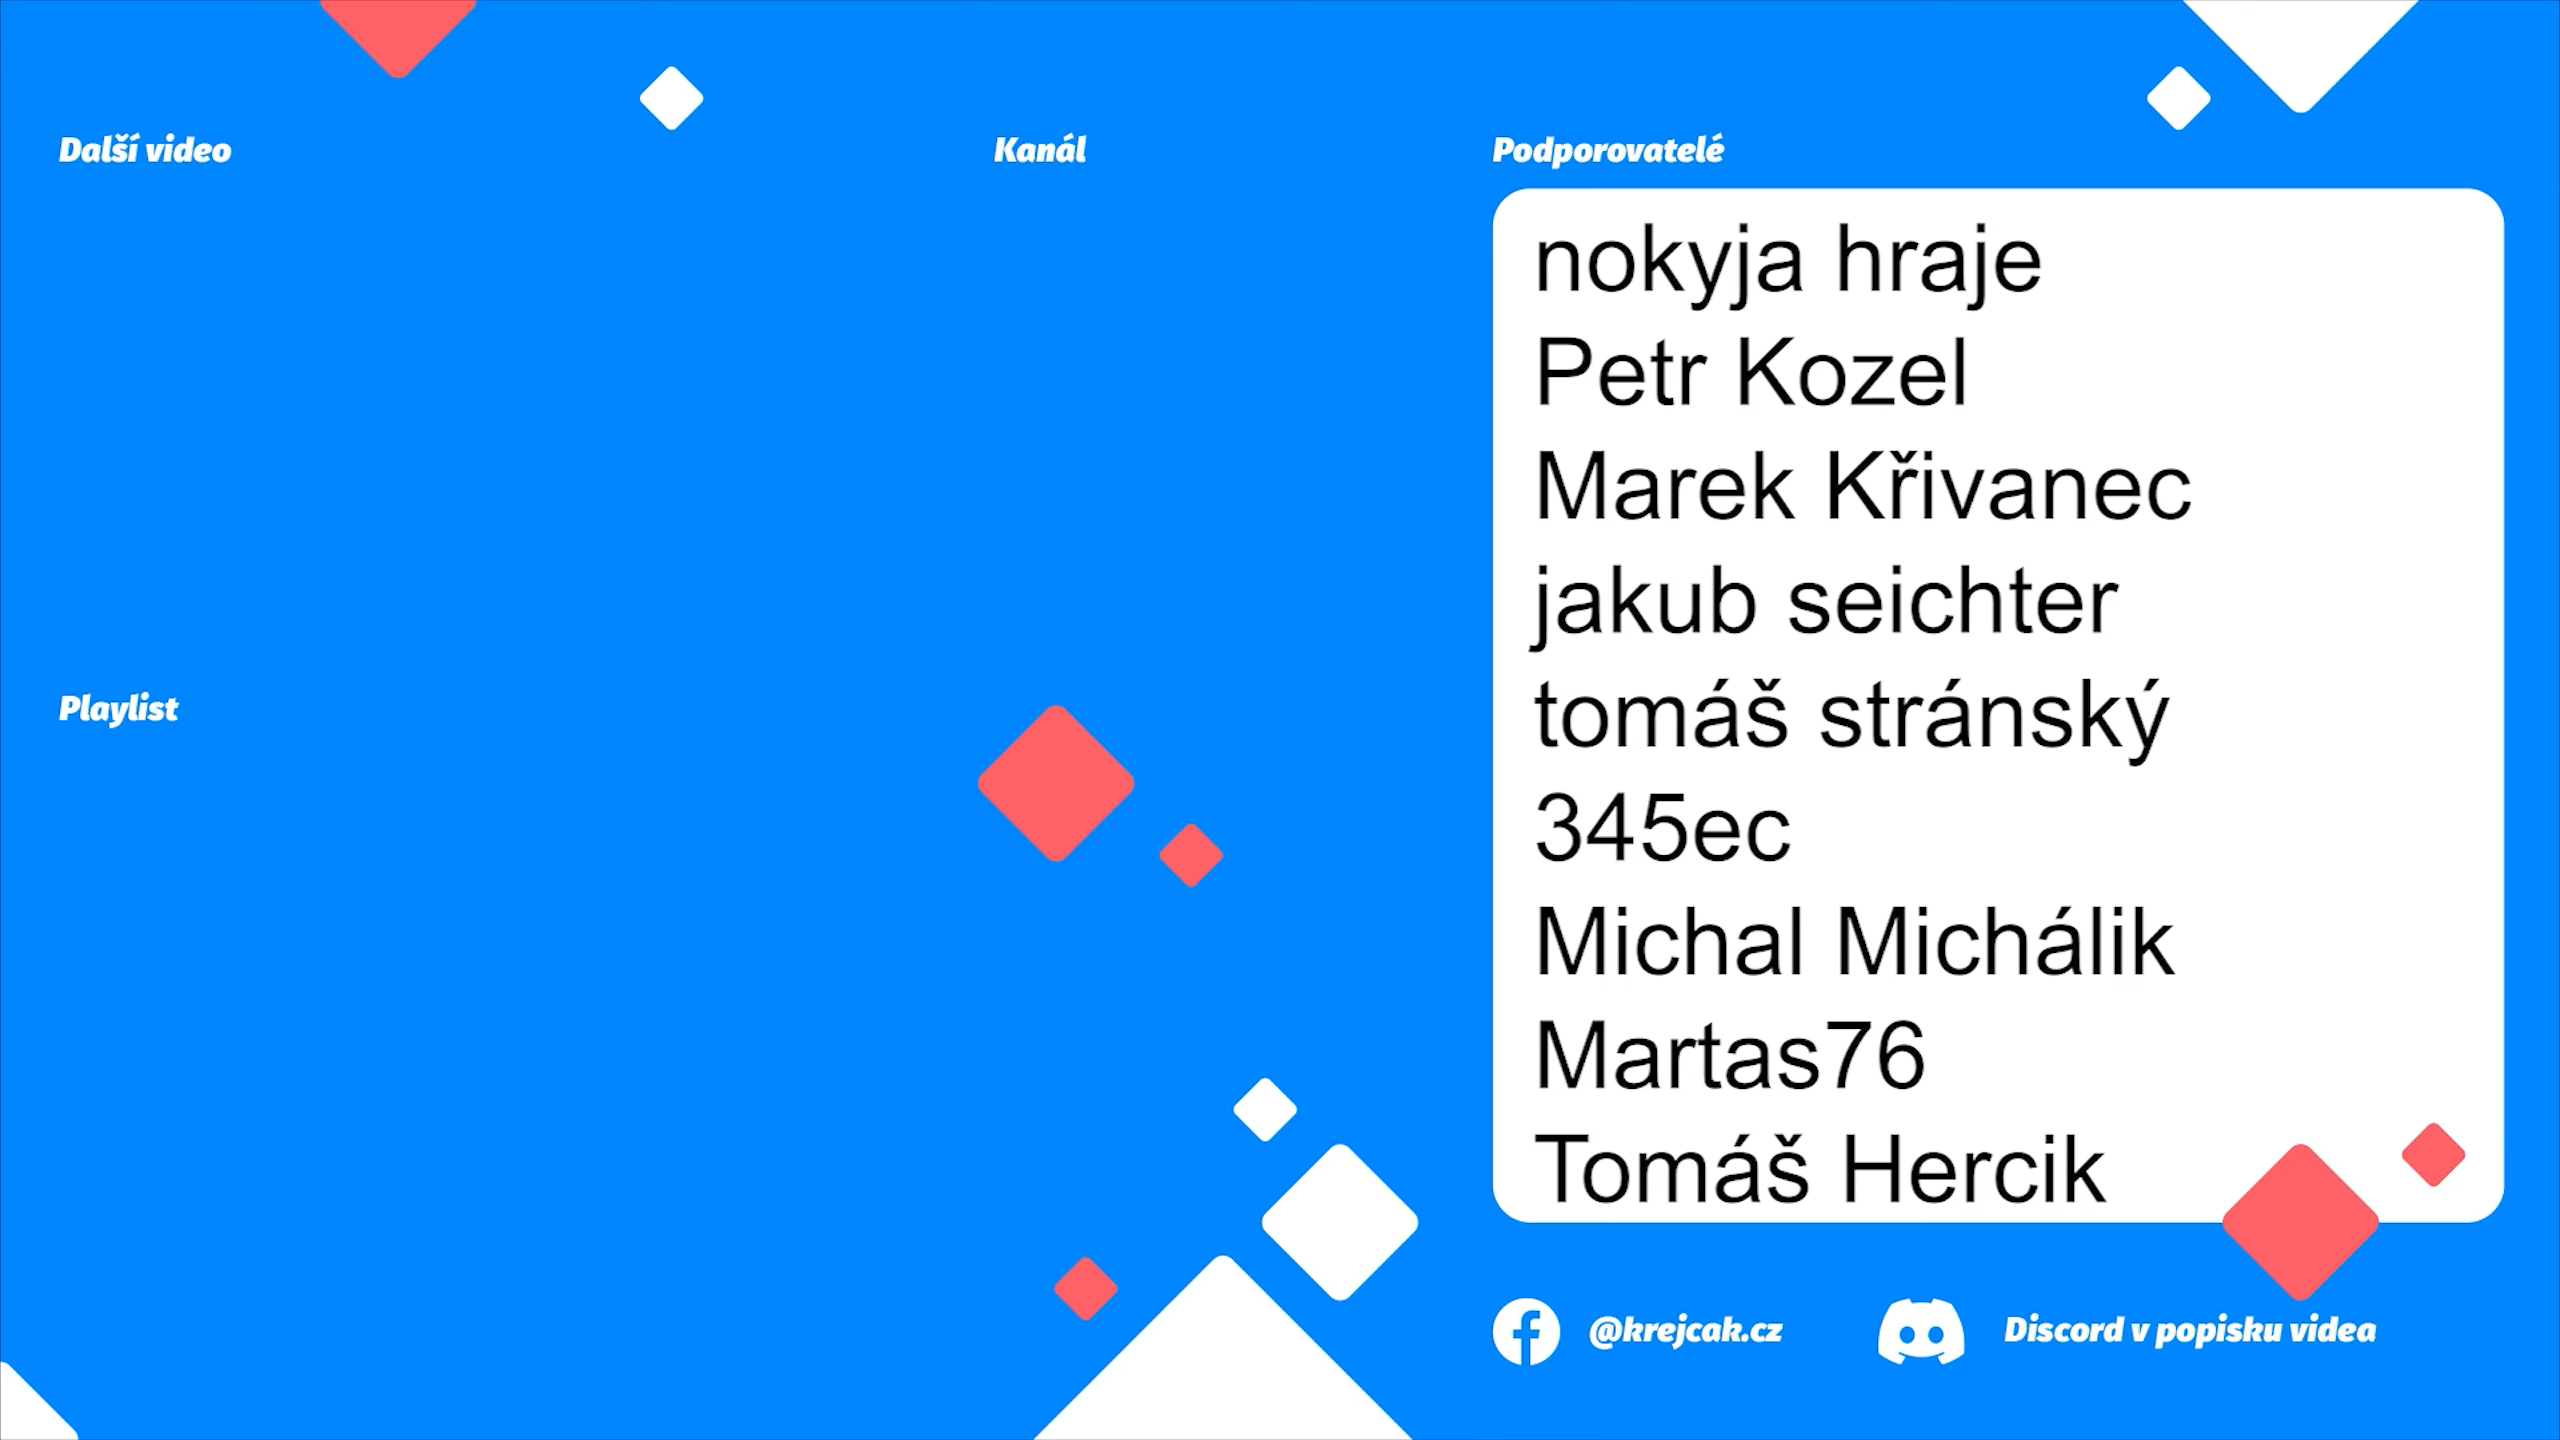 Další video
Kanál
Podporovatelé
nokyja hraje
Petr Kozel
Marek Křivanec
jakub seichter
tomáš stránský
345ec
Michal Michálik
Martas76
Tomáš Hercik
Playlist
@krejcak.cz
Discord v popisku videa